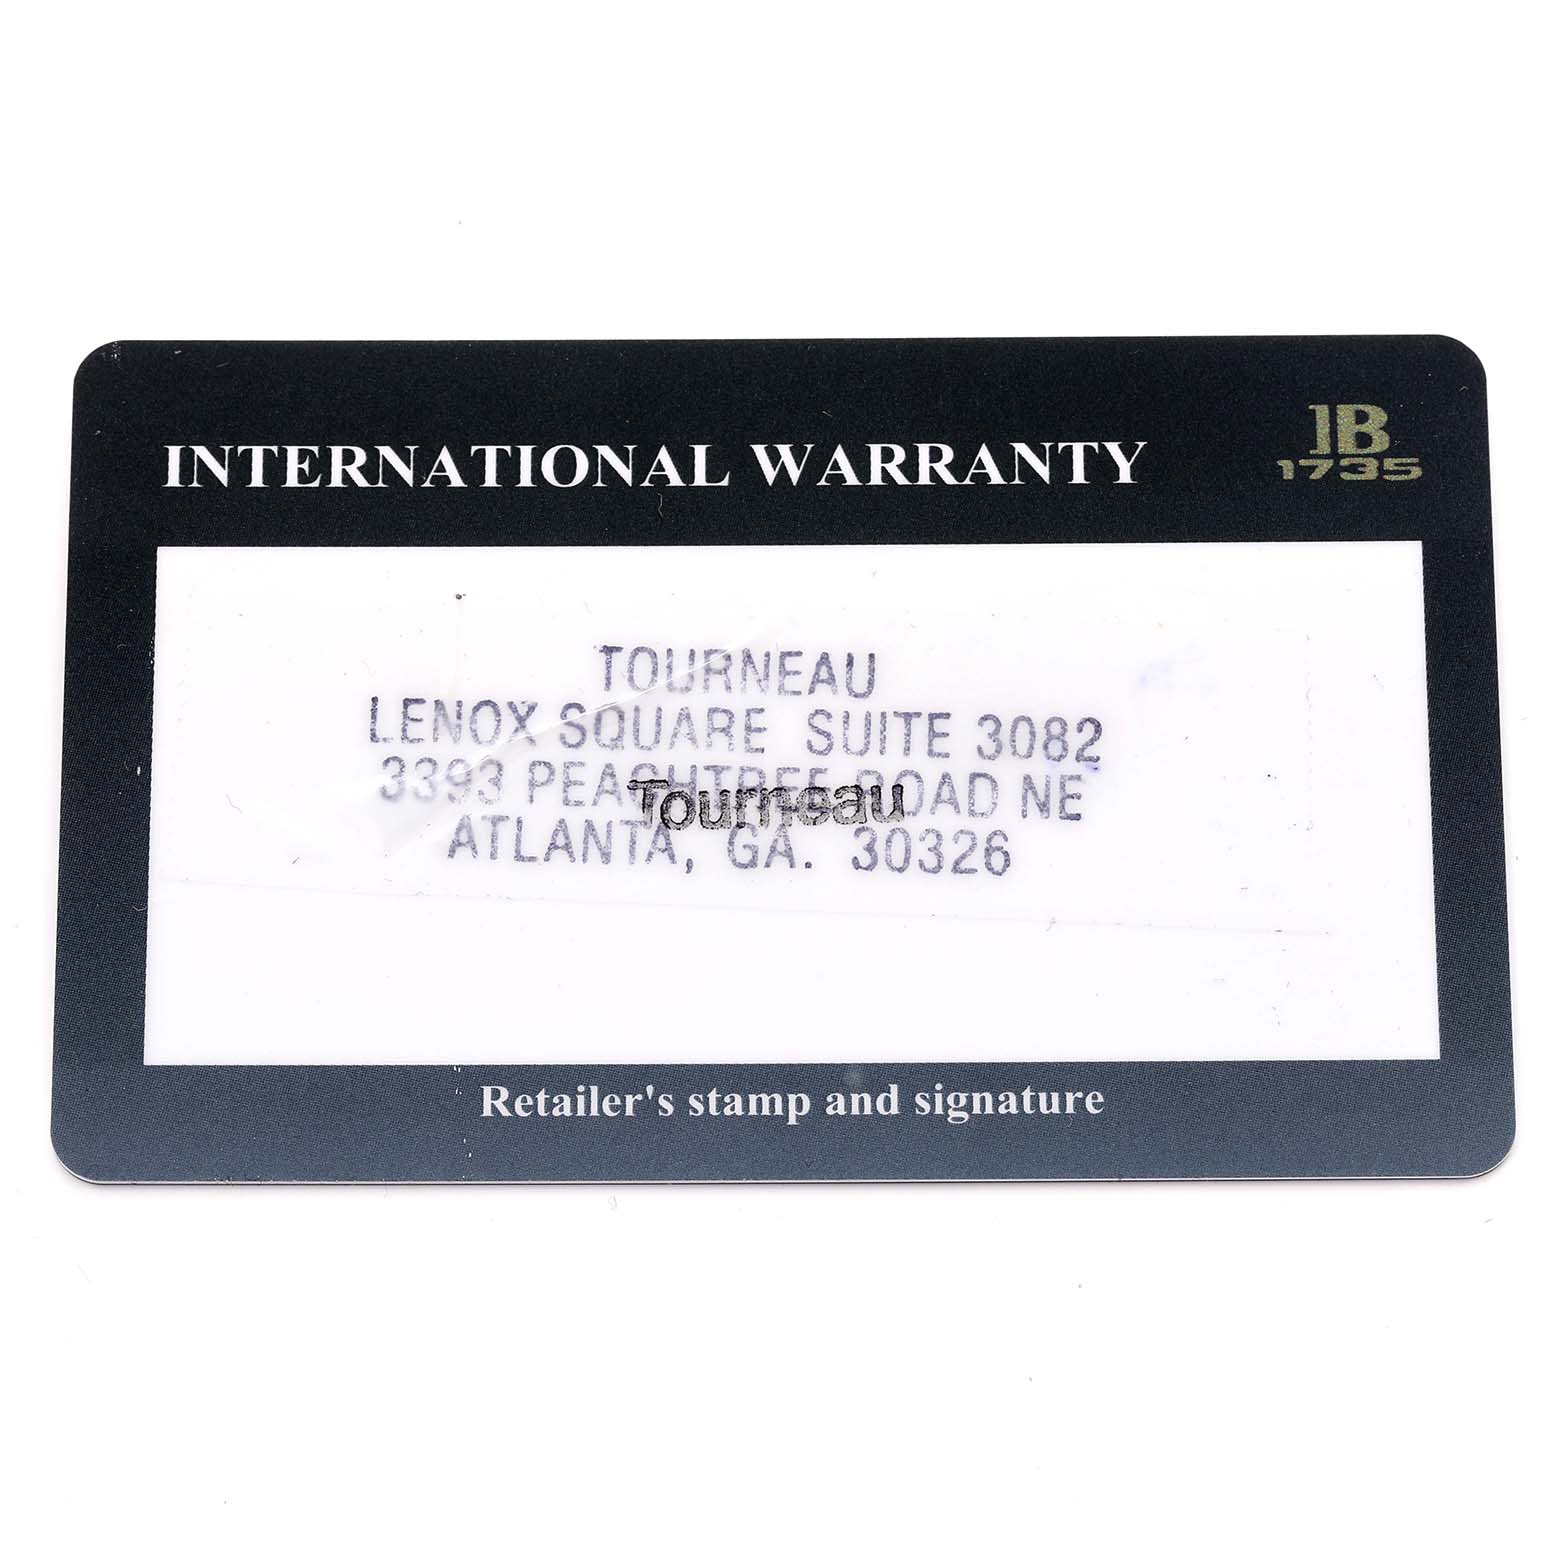 INTERNATIONAL WARRANTY
JB
1735
TOURNEAU
LENOX SQUARE SUITE 3082
3393 PEACHTREE ROAD NE
Tourneau
ATLANTA, GA. 30326
Retailer's stamp and signature